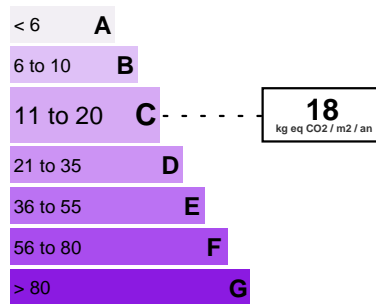 < 6 A
6 to 10 B
11 to 20 C
18
kg eq CO2 / m2 / an
21 to 35 D
36 to 55 E
56 to 80 F
> 80 G